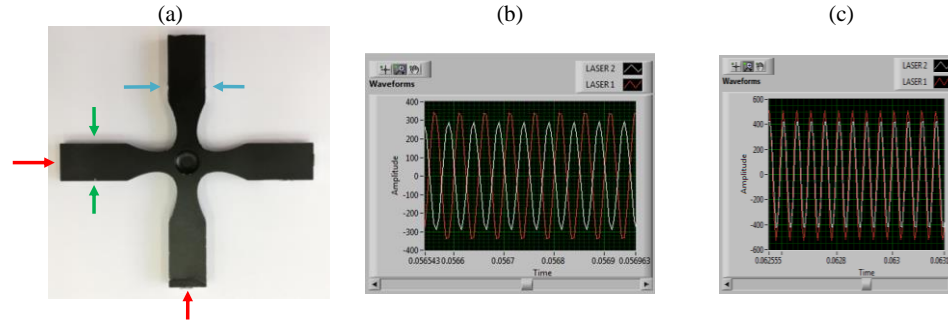 (a)
(b)
(c)
LASER 2
Waveforms
LASER 1
400
300
200
100
0
-100
-200
-300
-400
Amplitude
0.056543 0.0566 0.0567 0.0568 0.0569 0.056963
Time
LASER 2
Waveforms
LASER 1
600
400
200
0
-200
-400
-600
Amplitude
0.062555 0.0628 0.063
Time